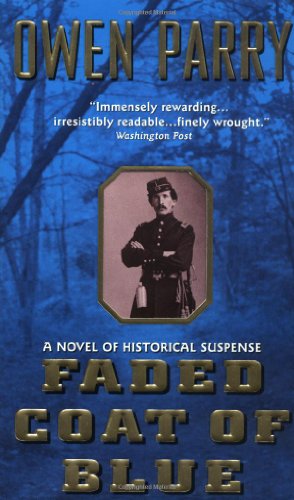 OWEN PARRY
"Immensely rewarding...
irresistibly readable...finely wrought."
Washington Post
A NOVEL OF HISTORICAL SUSPENSE
FADED
COAT OF
BLUE